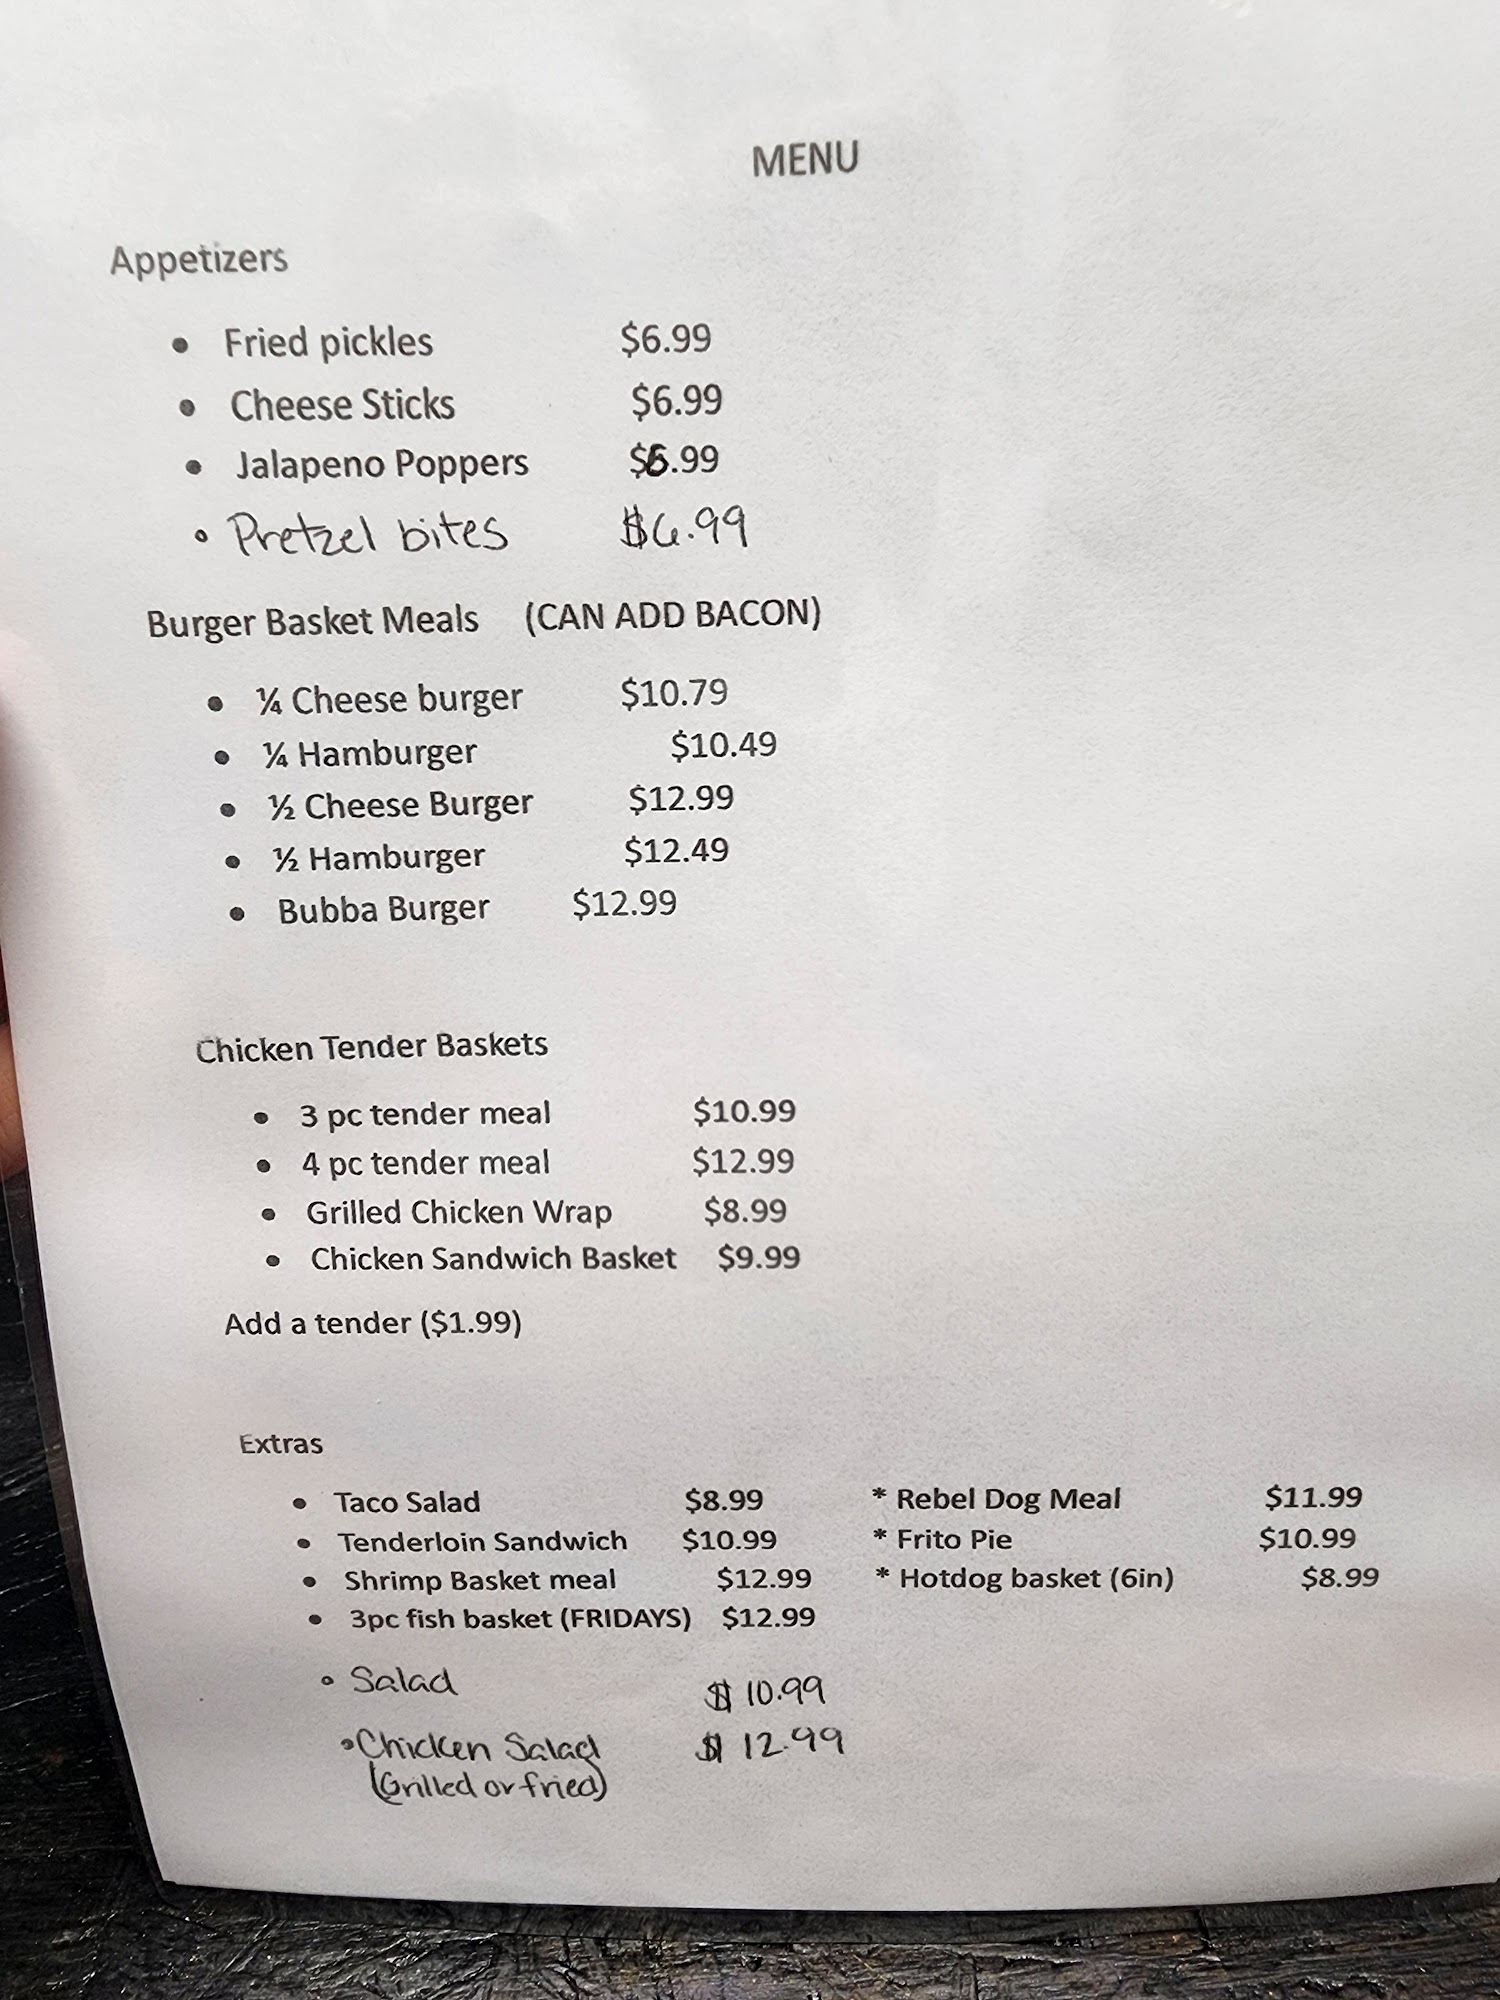 MENU
Appetizers
• Fried pickles $6.99
• Cheese Sticks $6.99
• Jalapeno Poppers $6.99
• Pretzel bites $6.99
Burger Basket Meals (CAN ADD BACON)
• ¼ Cheese burger $10.79
• ¼ Hamburger $10.49
• ½ Cheese Burger $12.99
• ½ Hamburger $12.49
• Bubba Burger $12.99
Chicken Tender Baskets
• 3 pc tender meal $10.99
• 4 pc tender meal $12.99
• Grilled Chicken Wrap $8.99
• Chicken Sandwich Basket $9.99
Add a tender ($1.99)
Extras
• Taco Salad $8.99 * Rebel Dog Meal $11.99
• Tenderloin Sandwich $10.99 * Frito Pie $10.99
• Shrimp Basket meal $12.99 * Hotdog basket (6in) $8.99
• 3pc fish basket (FRIDAYS) $12.99
• Salad $10.99
• Chicken Salad $12.99
(Grilled or fried)